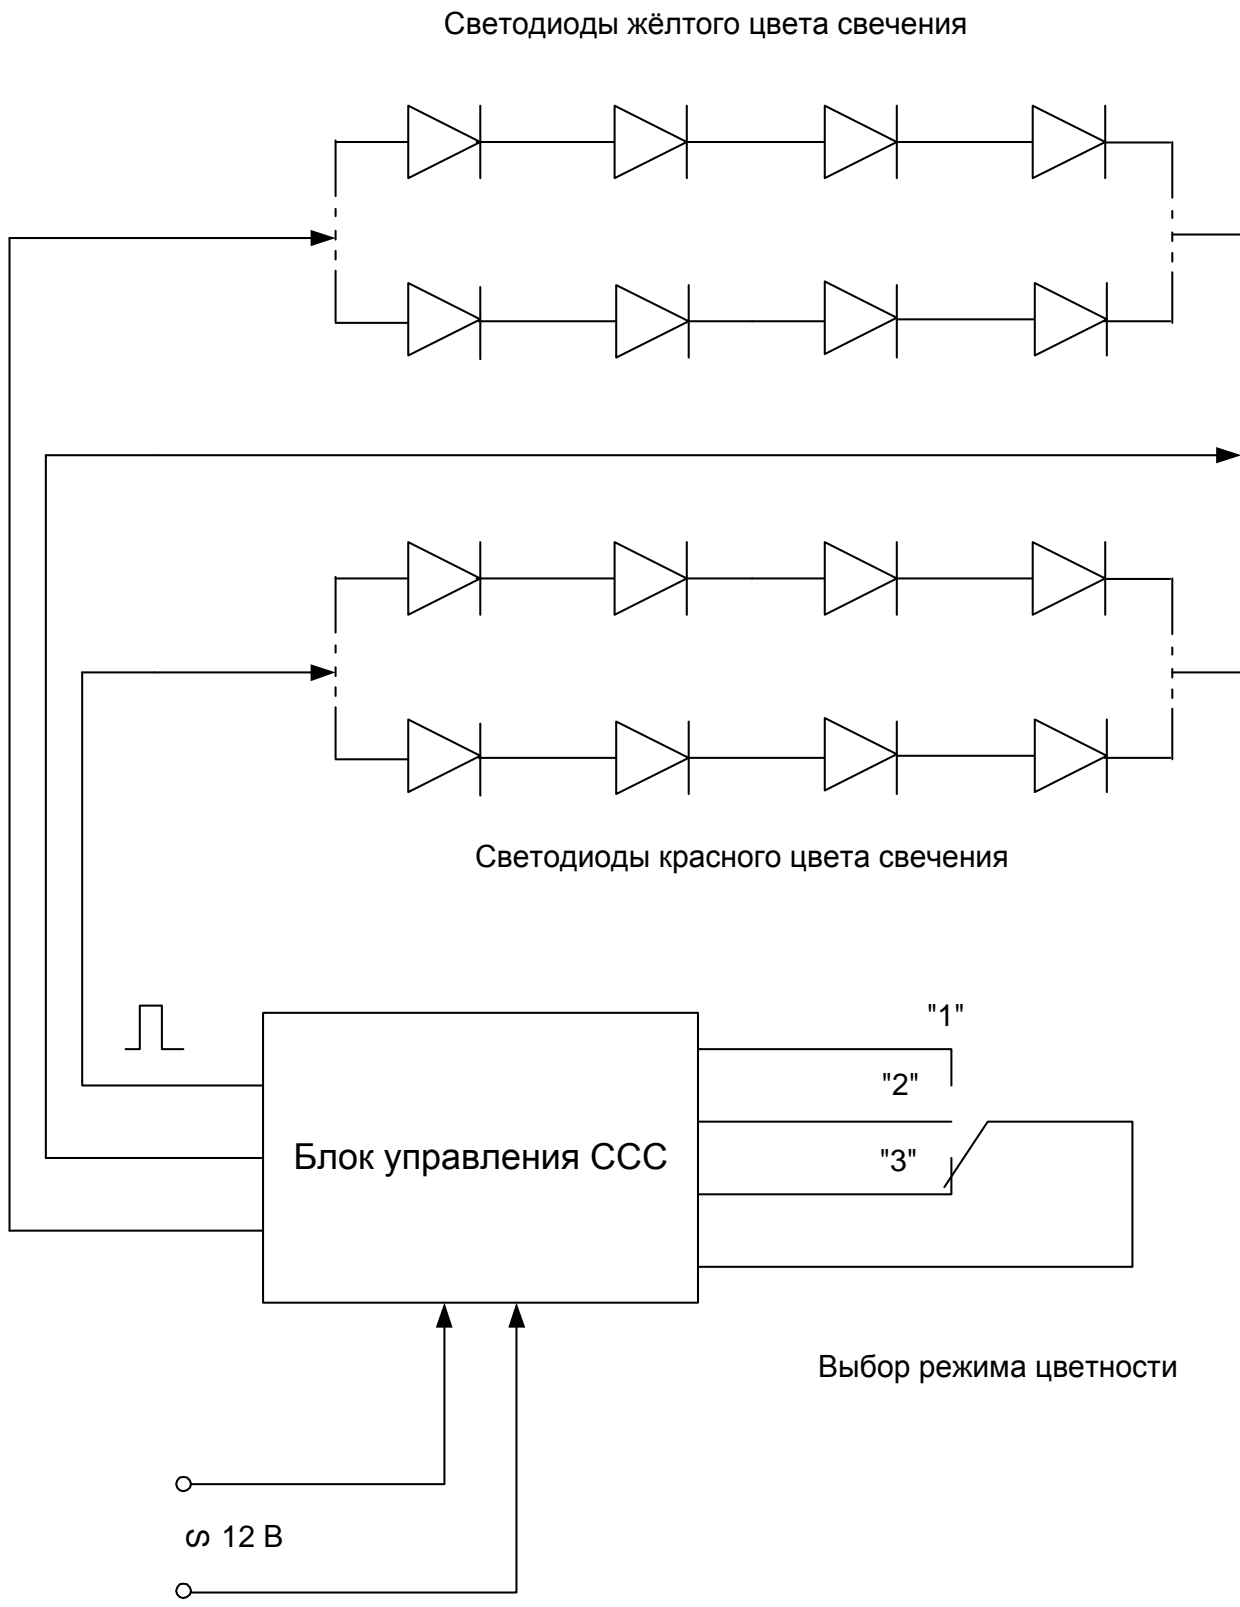 Светодиоды жёлтого цвета свечения
Светодиоды красного цвета свечения
"1"
"2"
Блок управления ССС
"3"
Выбор режима цветности
∽ 12 В